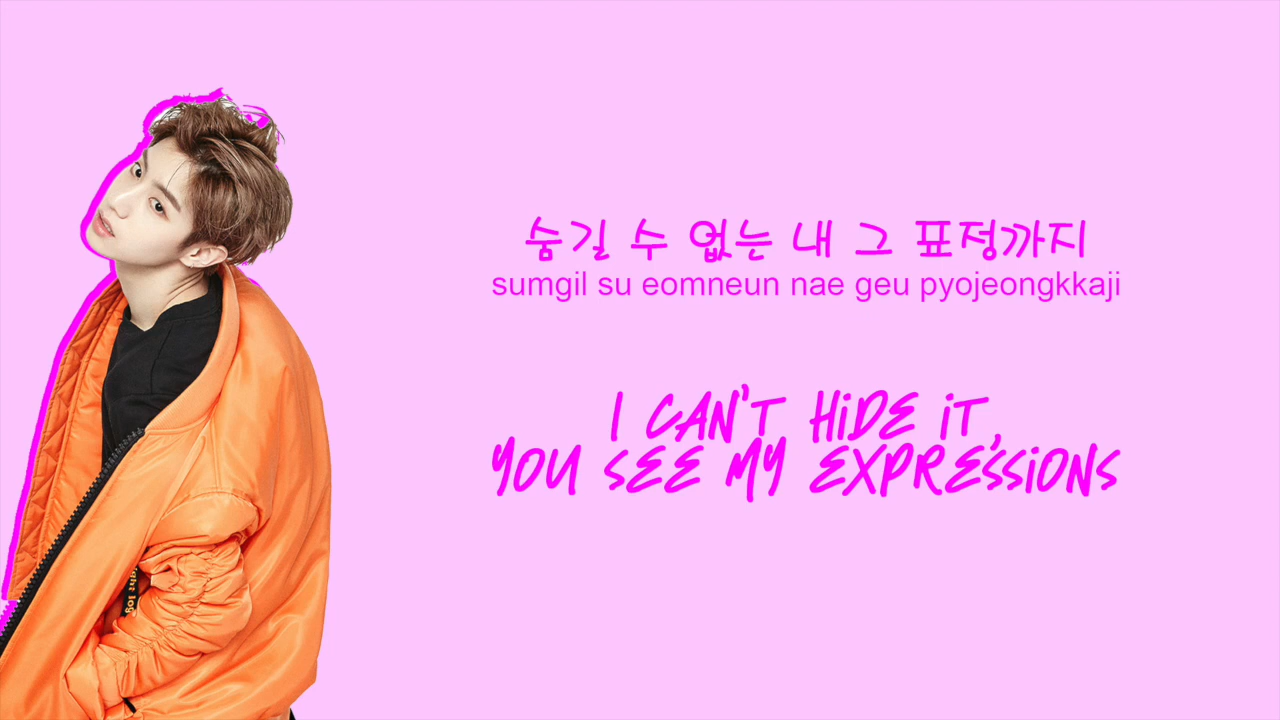 숨길 수 없는 내 그 표정까지
sumgil su eomneun nae geu pyojeongkkaji
I CAN'T HIDE IT,
YOU SEE MY EXPRESSIONS